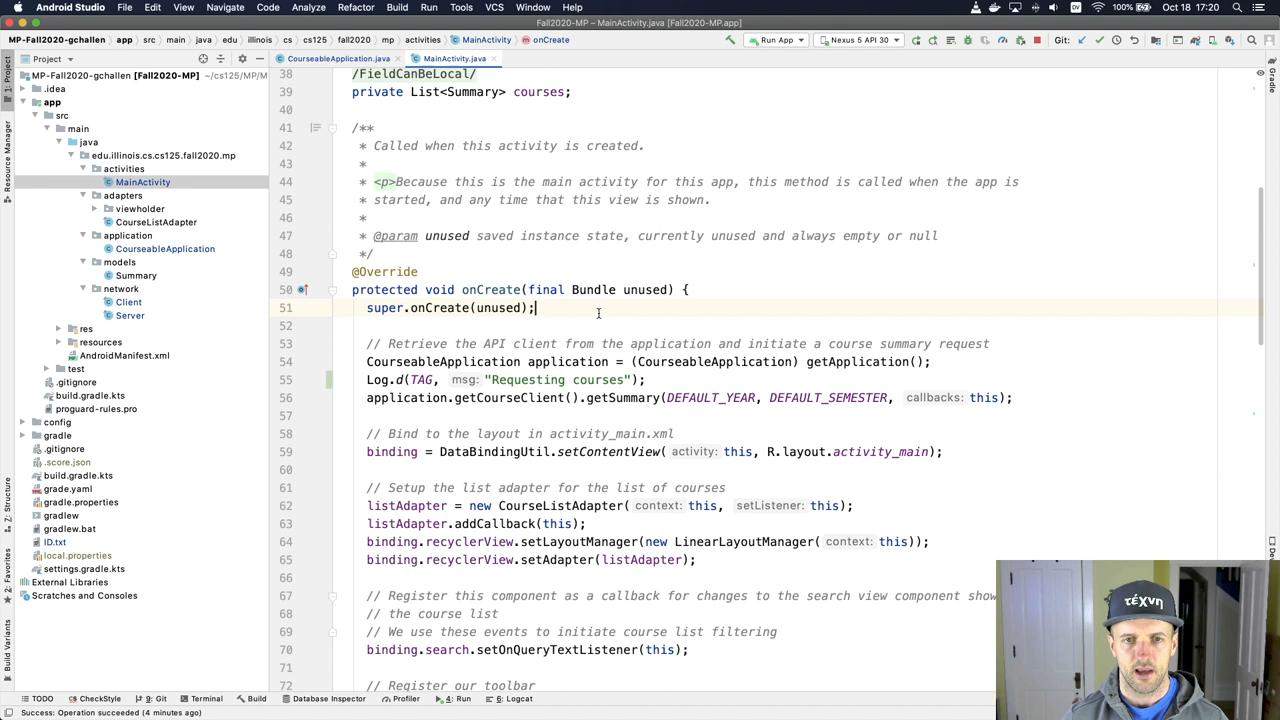 Android Studio File Edit View Navigate Code Analyze Refactor Build Run Tools VCS Window Help DV 100% Oct 18 17:20
Fall2020-MP – MainActivity.java [Fall2020-MP.app]
MP-Fall2020-gchallen app src main java edu illinois cs cs125 fall2020 mp activities MainActivity onCreate Run App Nexus 5 API 30 Git:
Project CourseableApplication.java MainActivity.java
MP-Fall2020-gchallen [Fall2020-MP] ~/cs125/MP-Fall2020
.idea
app
src
main
java
edu.illinois.cs.cs125.fall2020.mp
activities
MainActivity
adapters
viewholder
CourseListAdapter
application
CourseableApplication
models
Summary
network
Client
Server
res
resources
AndroidManifest.xml
test
.gitignore
build.gradle.kts
proguard-rules.pro
config
gradle
.gitignore
.score.json
build.gradle.kts
grade.yaml
gradle.properties
gradlew
gradlew.bat
ID.txt
local.properties
settings.gradle.kts
External Libraries
Scratches and Consoles
1: Project
Resource Manager
Z: Structure
2: Favorites
Build Variants
38 /FieldCanBeLocal/
39 private List<Summary> courses;
40
41 /**
42 * Called when this activity is created.
43 *
44 * <p>Because this is the main activity for this app, this method is called when the app is
45 * started, and any time that this view is shown.
46 *
47 * @param unused saved instance state, currently unused and always empty or null
48 */
49 @Override
50 protected void onCreate(final Bundle unused) {
51 super.onCreate(unused);
52
53 // Retrieve the API client from the application and initiate a course summary request
54 CourseableApplication application = (CourseableApplication) getApplication();
55 Log.d(TAG, msg: "Requesting courses");
56 application.getCourseClient().getSummary(DEFAULT_YEAR, DEFAULT_SEMESTER, callbacks: this);
57
58 // Bind to the layout in activity_main.xml
59 binding = DataBindingUtil.setContentView( activity: this, R.layout.activity_main);
60
61 // Setup the list adapter for the list of courses
62 listAdapter = new CourseListAdapter( context: this, setListener: this);
63 listAdapter.addCallback(this);
64 binding.recyclerView.setLayoutManager(new LinearLayoutManager( context: this));
65 binding.recyclerView.setAdapter(listAdapter);
66
67 // Register this component as a callback for changes to the search view component show
68 // the course list
69 // We use these events to initiate course list filtering
70 binding.search.setOnQueryTextListener(this);
71
72 // Register our toolbar
Gradle
τέχνη
TODO CheckStyle 9: Git Terminal Build Database Inspector Profiler 4: Run 6: Logcat
Success: Operation succeeded (4 minutes ago)